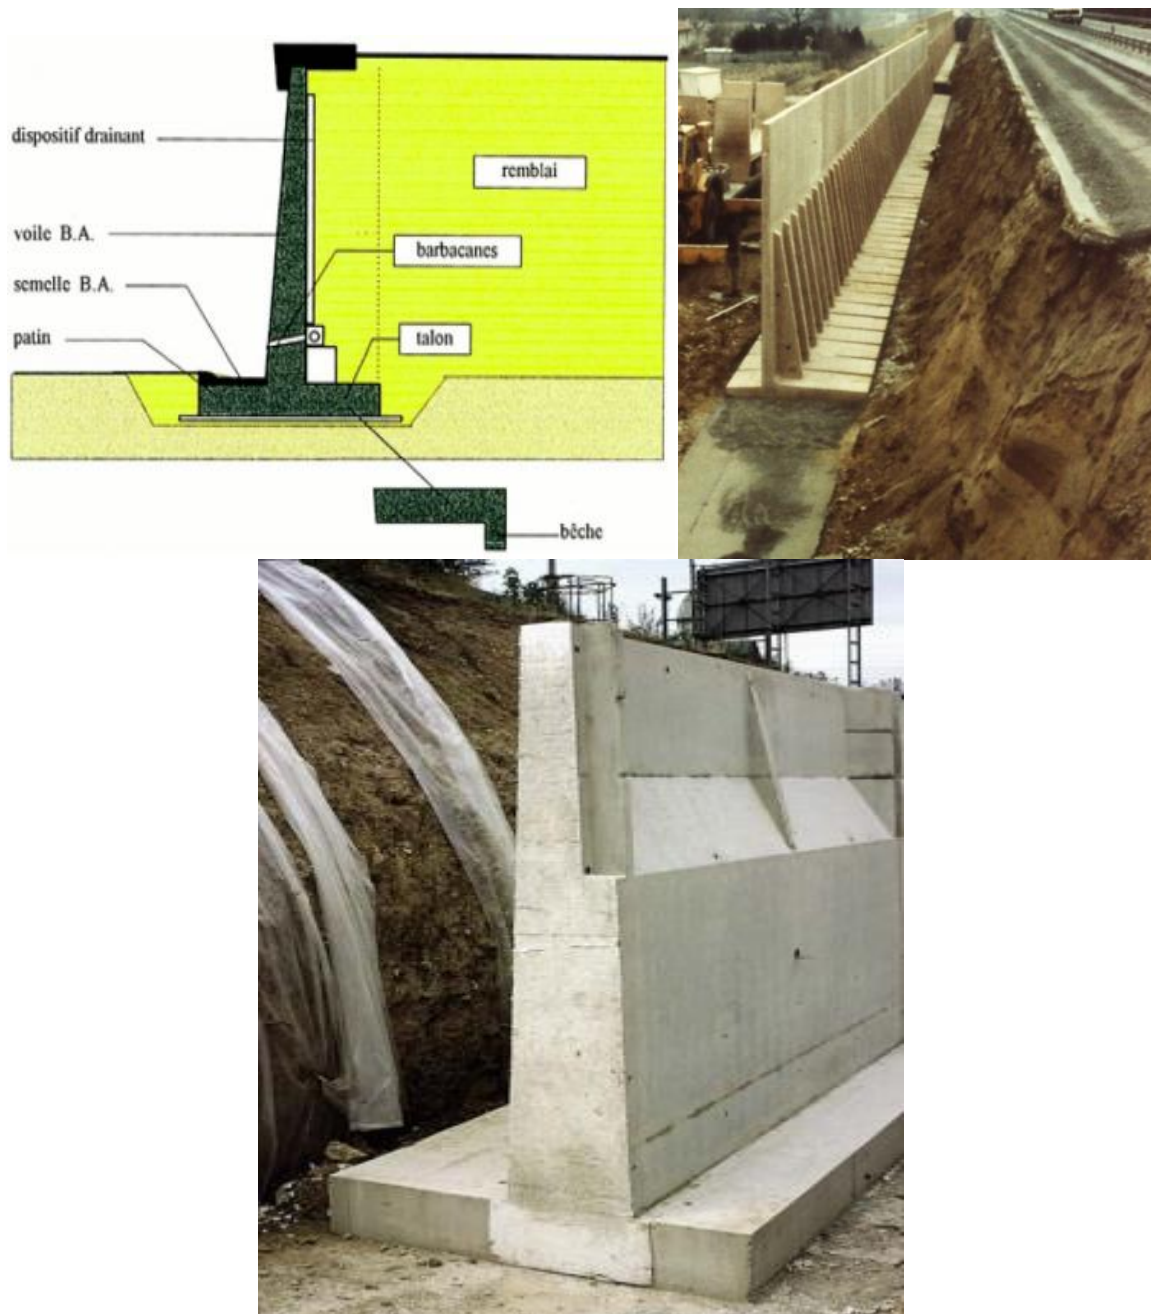 dispositif drainant
remblai
voile B.A.
barbacanes
semelle B.A.
patin
talon
bêche